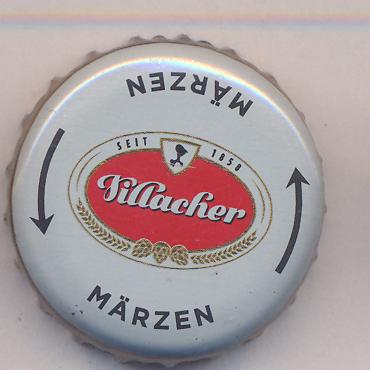 MÄRZEN
SEIT 1858
Villacher
MÄRZEN